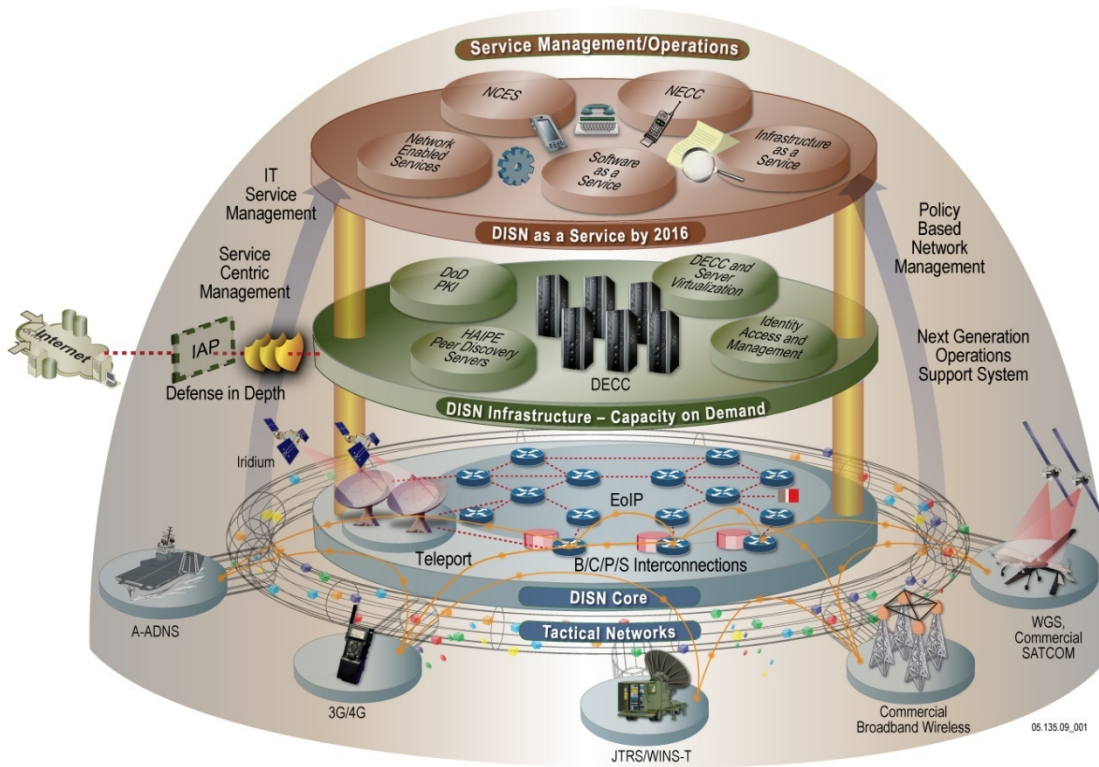 Service Management/Operations
NCES
NECC
Network
Enabled
Services
Software
as a
Service
Infrastructure
as a
Service
DISN as a Service by 2016
IT
Service
Management
Service
Centric
Management
Policy
Based
Network
Management
Next Generation
Operations
Support System
Internet
IAP
Defense in Depth
DoD
PKI
DECC and
Server
Virtualization
HAIPE
Peer Discovery
Servers
Identity
Access and
Management
DECC
DISN Infrastructure – Capacity on Demand
Iridium
EoIP
Teleport
B/C/P/S Interconnections
DISN Core
Tactical Networks
A-ADNS
3G/4G
JTRS/WINS-T
Commercial
Broadband Wireless
WGS,
Commercial
SATCOM
05.135.09_001